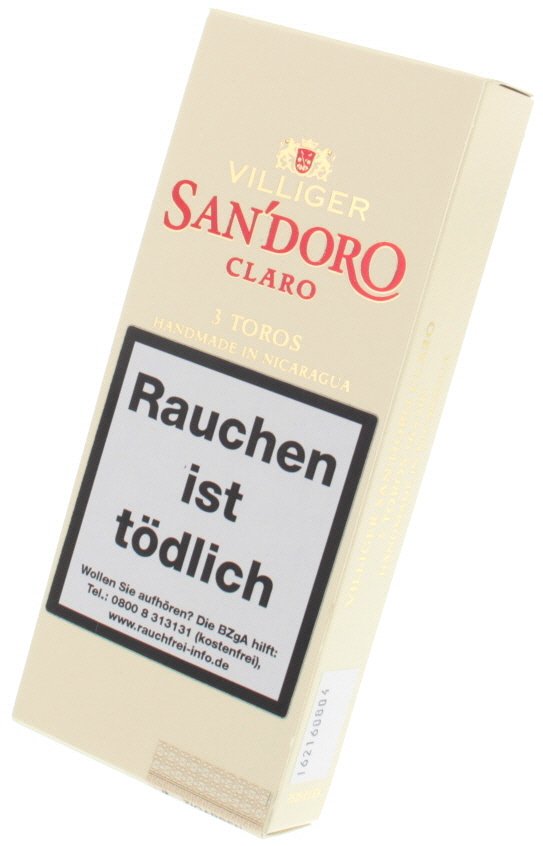 VILLIGER
SAN'DORO
CLARO
3 TOROS
HANDMADE IN NICARAGUA
Rauchen
ist
tödlich
Wollen Sie aufhören? Die BZgA hilft:
Tel.: 0800 8 313131 (kostenfrei),
www.rauchfrei-info.de
162160804